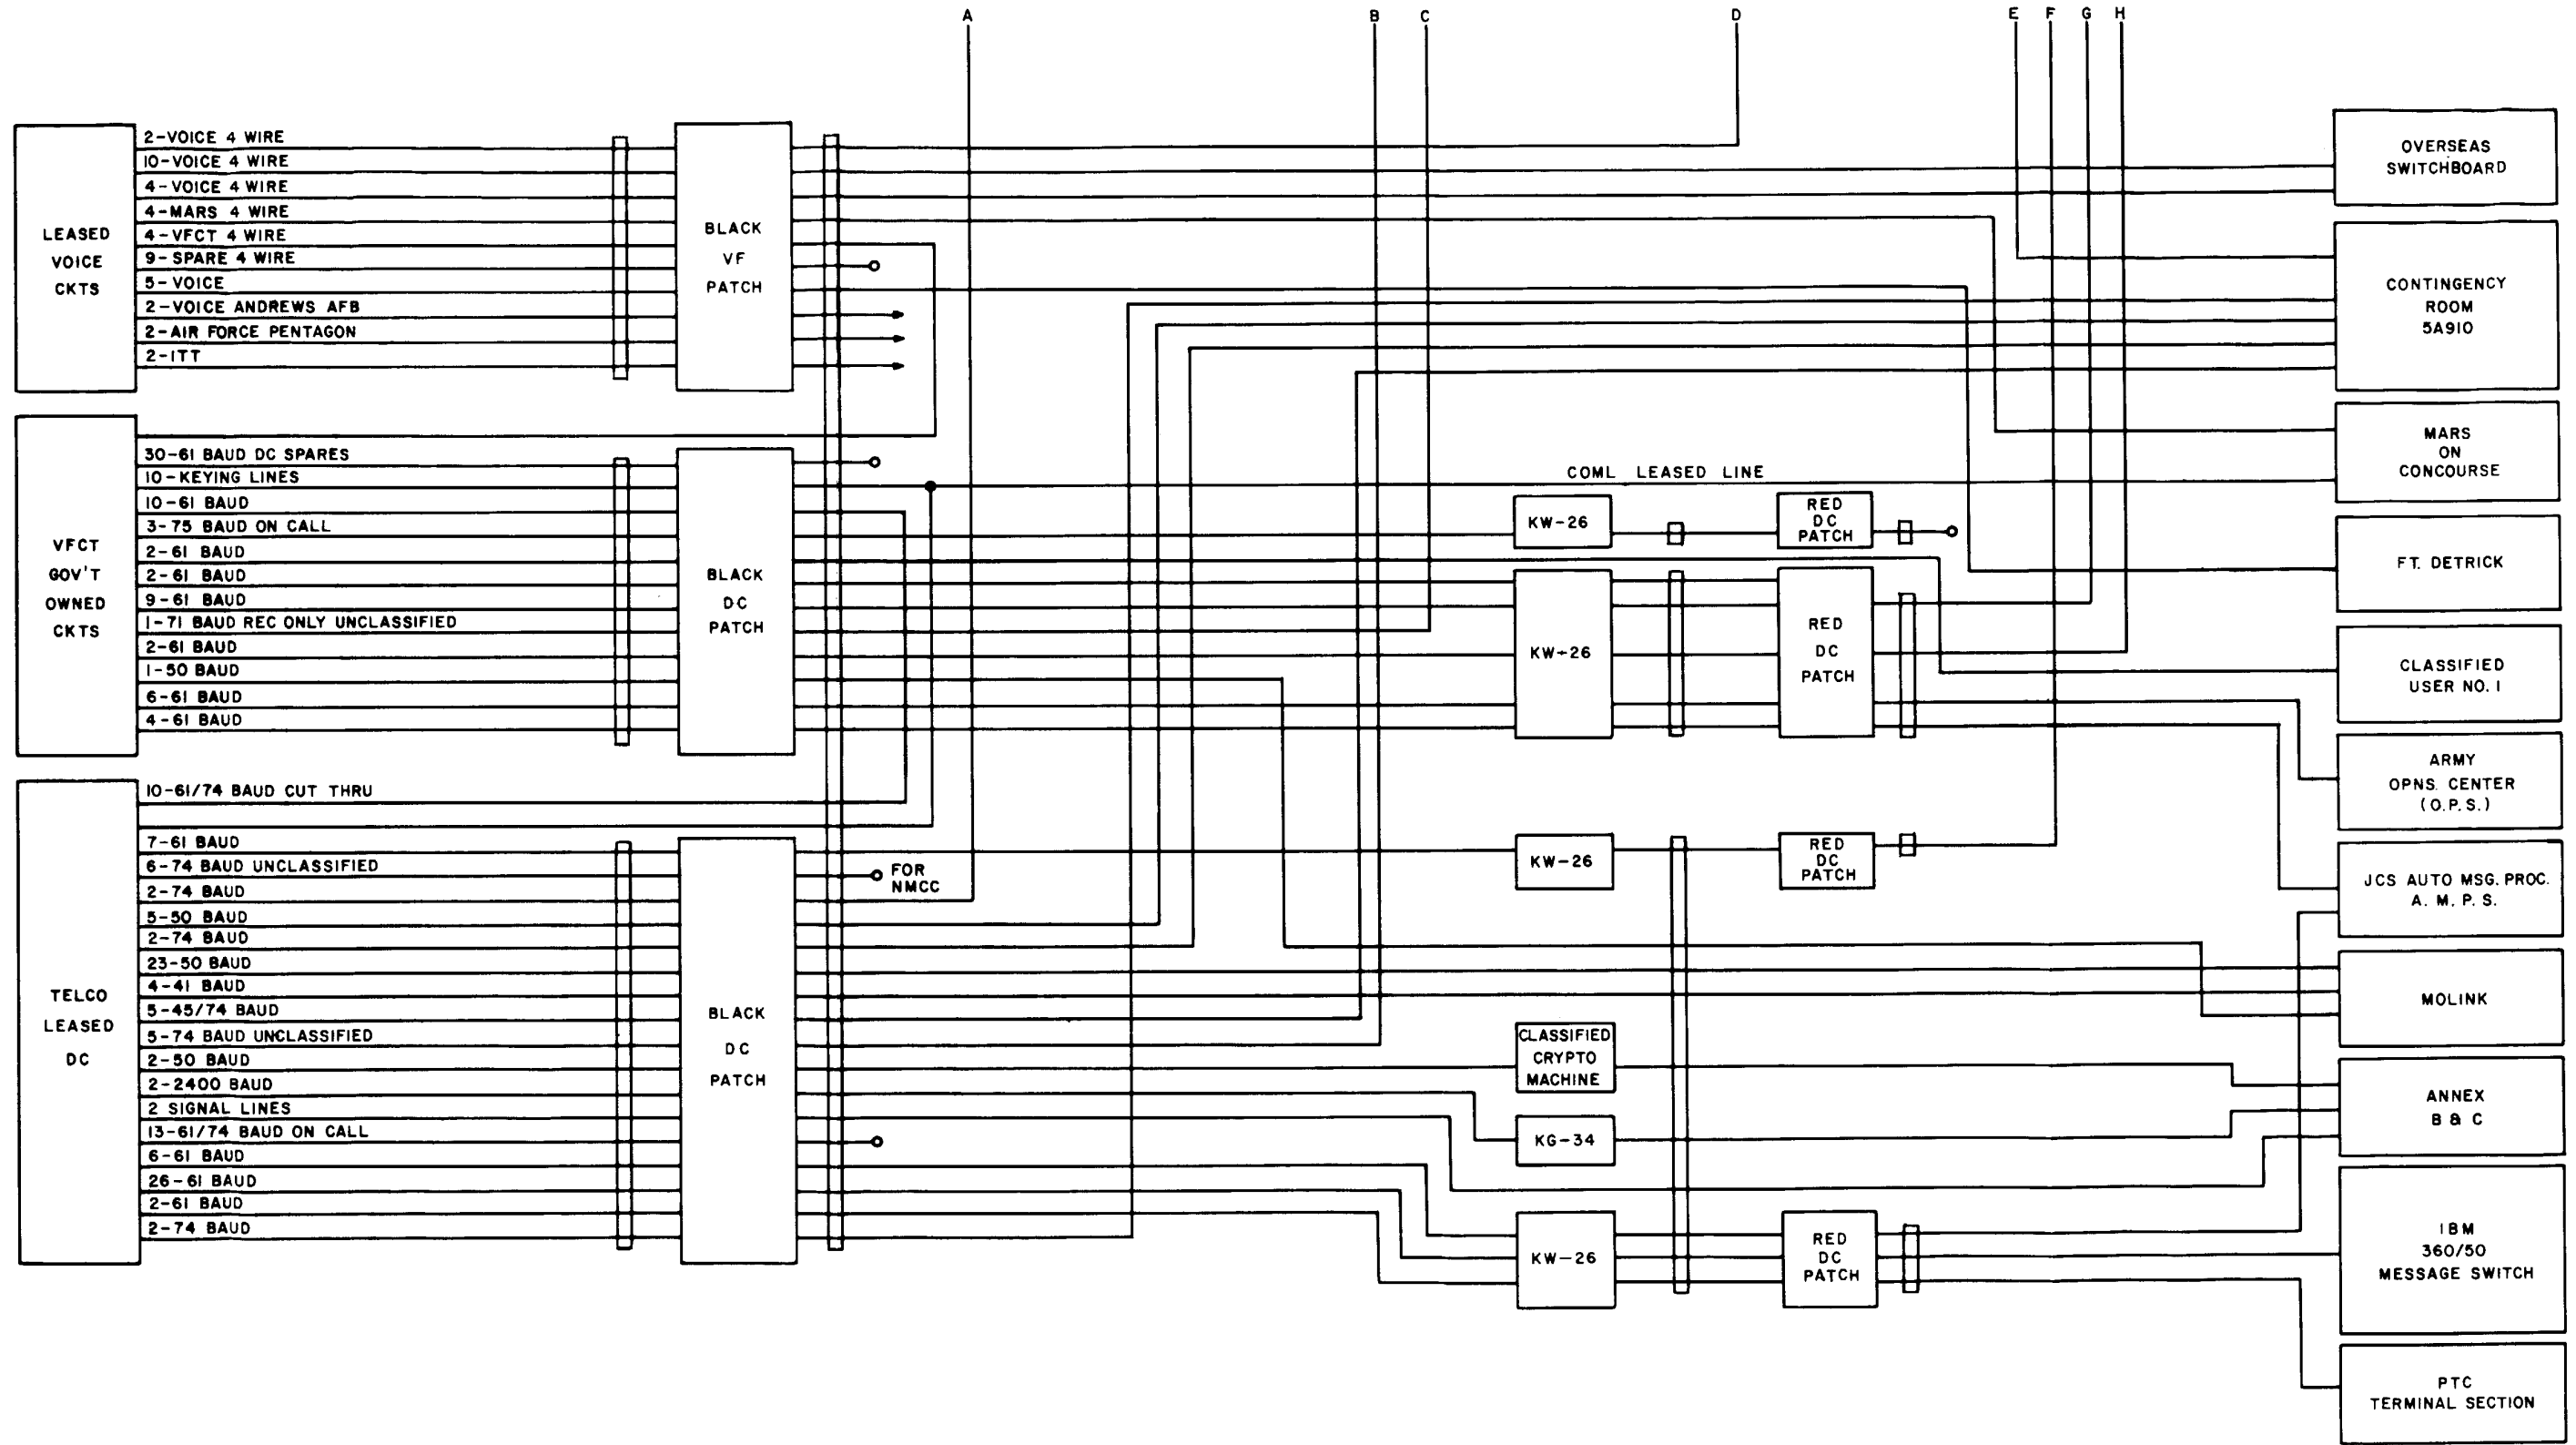 A
B
C
D
E
F
G
H
LEASED
VOICE
CKTS
2-VOICE 4 WIRE
10-VOICE 4 WIRE
4-VOICE 4 WIRE
4-MARS 4 WIRE
4-VFCT 4 WIRE
9-SPARE 4 WIRE
5-VOICE
2-VOICE ANDREWS AFB
2-AIR FORCE PENTAGON
2-ITT
BLACK
VF
PATCH
VFCT
GOV'T
OWNED
CKTS
30-61 BAUD DC SPARES
10-KEYING LINES
10-61 BAUD
3-75 BAUD ON CALL
2-61 BAUD
2-61 BAUD
9-61 BAUD
1-71 BAUD REC ONLY UNCLASSIFIED
2-61 BAUD
1-50 BAUD
6-61 BAUD
4-61 BAUD
BLACK
DC
PATCH
TELCO
LEASED
DC
10-61/74 BAUD CUT THRU
7-61 BAUD
6-74 BAUD UNCLASSIFIED
2-74 BAUD
5-50 BAUD
2-74 BAUD
23-50 BAUD
4-41 BAUD
5-45/74 BAUD
5-74 BAUD UNCLASSIFIED
2-50 BAUD
2-2400 BAUD
2 SIGNAL LINES
13-61/74 BAUD ON CALL
6-61 BAUD
26-61 BAUD
2-61 BAUD
2-74 BAUD
BLACK
DC
PATCH
FOR
NMCC
COML LEASED LINE
KW-26
RED
DC
PATCH
KW-26
RED
DC
PATCH
KW-26
RED
DC
PATCH
CLASSIFIED
CRYPTO
MACHINE
KG-34
KW-26
RED
DC
PATCH
OVERSEAS
SWITCHBOARD
CONTINGENCY
ROOM
5A910
MARS
ON
CONCOURSE
FT. DETRICK
CLASSIFIED
USER NO. 1
ARMY
OPNS. CENTER
(O.P.S.)
JCS AUTO MSG. PROC.
A. M. P. S.
MOLINK
ANNEX
B & C
IBM
360/50
MESSAGE SWITCH
PTC
TERMINAL SECTION